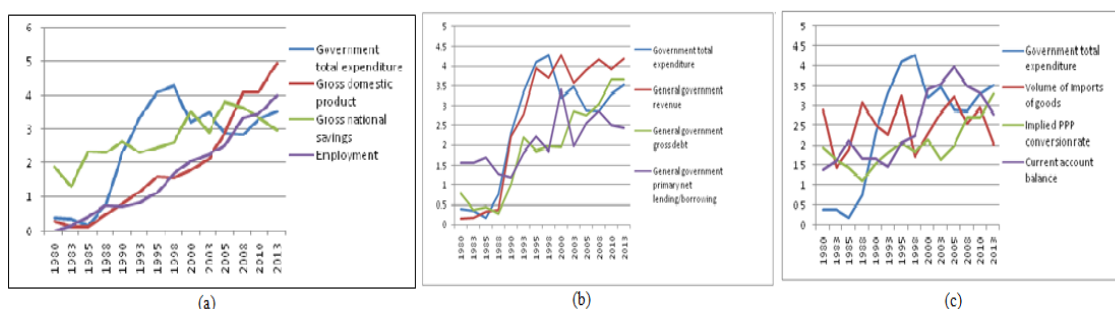 6
5
4
3
2
1
0
1980
1983
1985
1988
1990
1993
1995
1998
2000
2003
2005
2008
2010
2013
Government
total expenditure
Gross domestic
product
Gross national
savings
Employment
(a)
5
4.5
4
3.5
3
2.5
2
1.5
1
0.5
0
1980
1983
1985
1988
1990
1993
1995
1998
2000
2003
2005
2008
2010
2013
Government total
expenditure
General government
revenue
General government
gross debt
General government
primary net
lending/borrowing
(b)
5
4.5
4
3.5
3
2.5
2
1.5
1
0.5
0
1980
1983
1985
1988
1990
1993
1995
1998
2000
2003
2005
2008
2010
2013
Government total
expenditure
Volume of imports
of goods
Implied PPP
conversion rate
Current account
balance
(c)